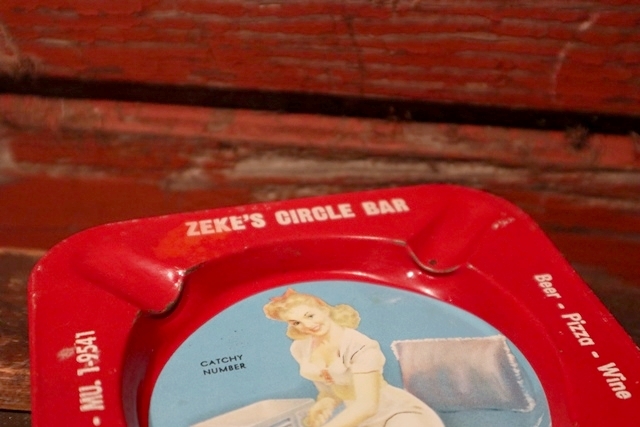 ZEKE'S CIRCLE BAR
Beer - Pizza - Wine
- MU. 1-9541
CATCHY
NUMBER